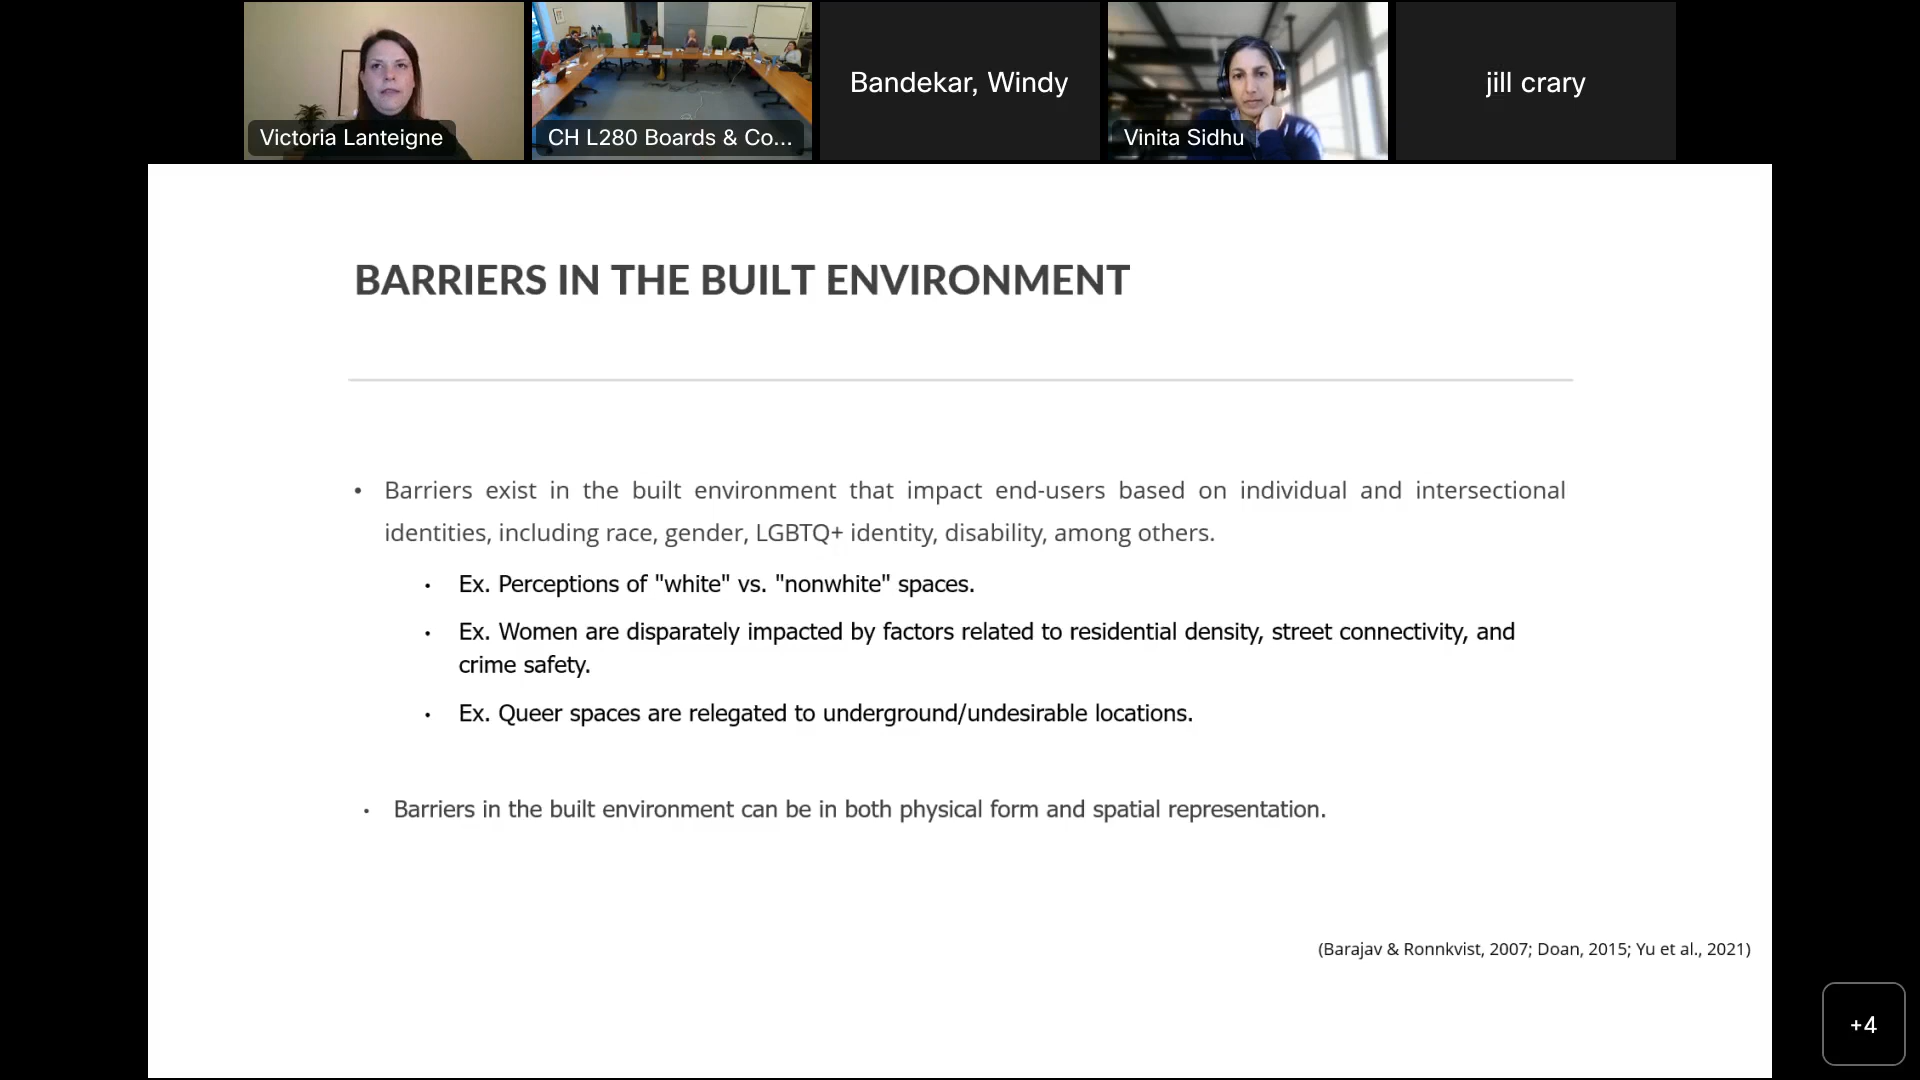 Victoria Lanteigne
CH L280 Boards & Co...
Bandekar, Windy
Vinita Sidhu
jill crary
BARRIERS IN THE BUILT ENVIRONMENT
• Barriers exist in the built environment that impact end-users based on individual and intersectional
identities, including race, gender, LGBTQ+ identity, disability, among others.
• Ex. Perceptions of "white" vs. "nonwhite" spaces.
• Ex. Women are disparately impacted by factors related to residential density, street connectivity, and
crime safety.
• Ex. Queer spaces are relegated to underground/undesirable locations.
• Barriers in the built environment can be in both physical form and spatial representation.
(Barajav & Ronnkvist, 2007; Doan, 2015; Yu et al., 2021)
+4